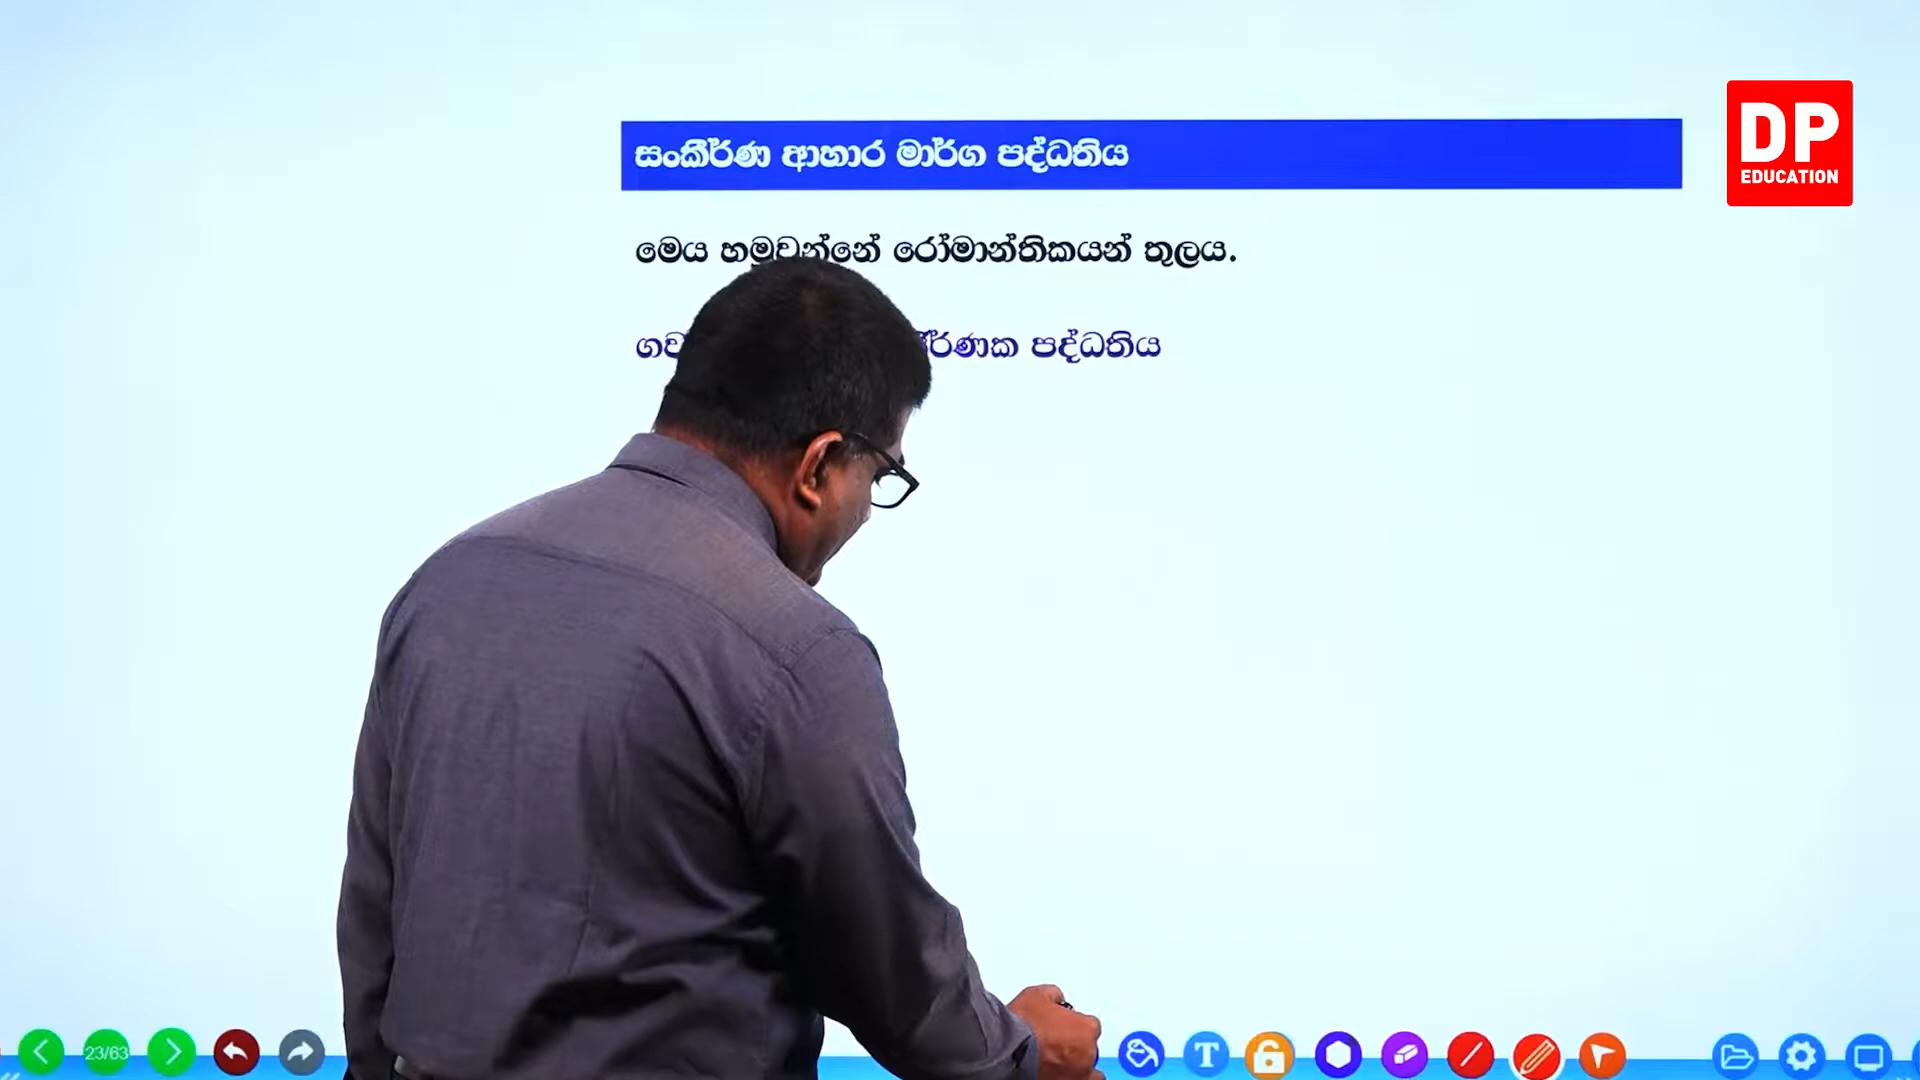 සංකීර්ණ ආහාර මාර්ග පද්ධතිය
DP
EDUCATION
මෙය හමුවන්නේ රෝමාන්තිකයන් තුලය.
පද්ධතිය
23/63
T